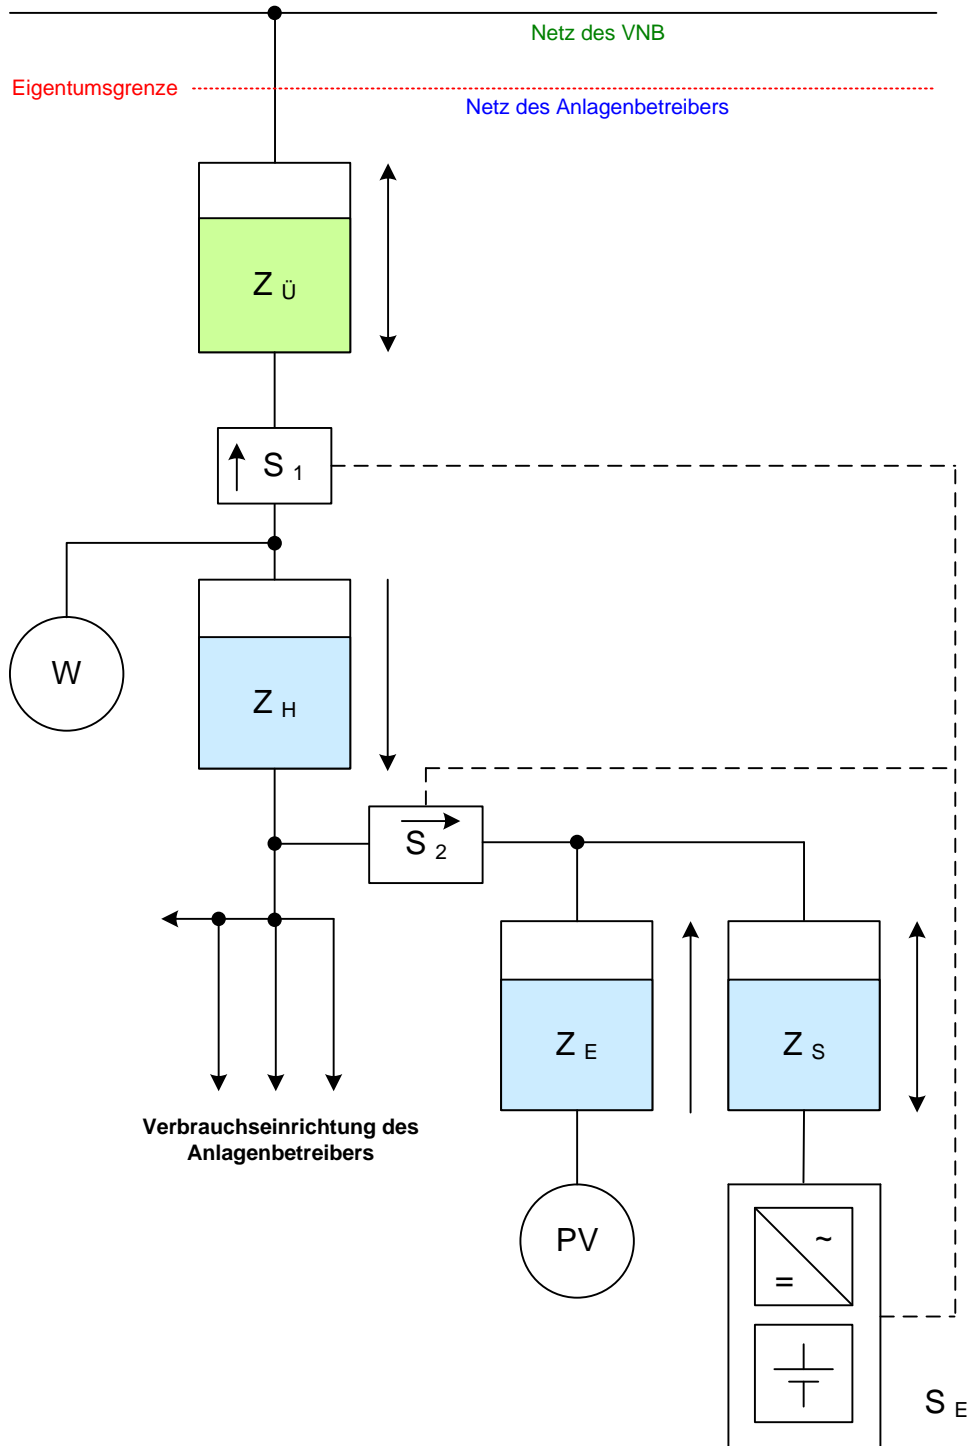 Netz des VNB
Eigentumsgrenze
Netz des Anlagenbetreibers
Z Ü
S 1
W
Z H
S 2
Z E
Z S
Verbrauchseinrichtung des
Anlagenbetreibers
PV
~
=
S E